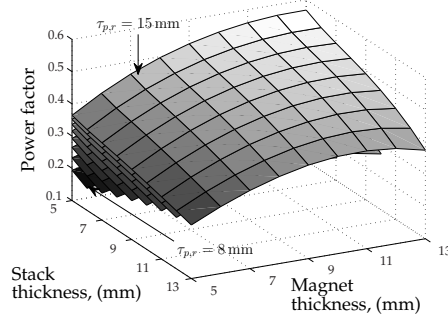 τp,r = 15 mm
0.6
0.5
0.4
0.3
0.2
0.1
Power factor
5
7
9
11
13
5
7
9
11
13
τp,r = 8 mm
Stack
thickness, (mm)
Magnet
thickness, (mm)